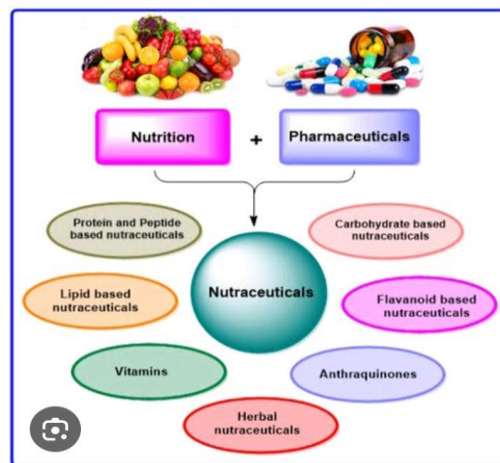 Nutrition
+
Pharmaceuticals
Protein and Peptide
based nutraceuticals
Carbohydrate based
nutraceuticals
Nutraceuticals
Lipid based
nutraceuticals
Flavanoid based
nutraceuticals
Vitamins
Anthraquinones
Herbal
nutraceuticals